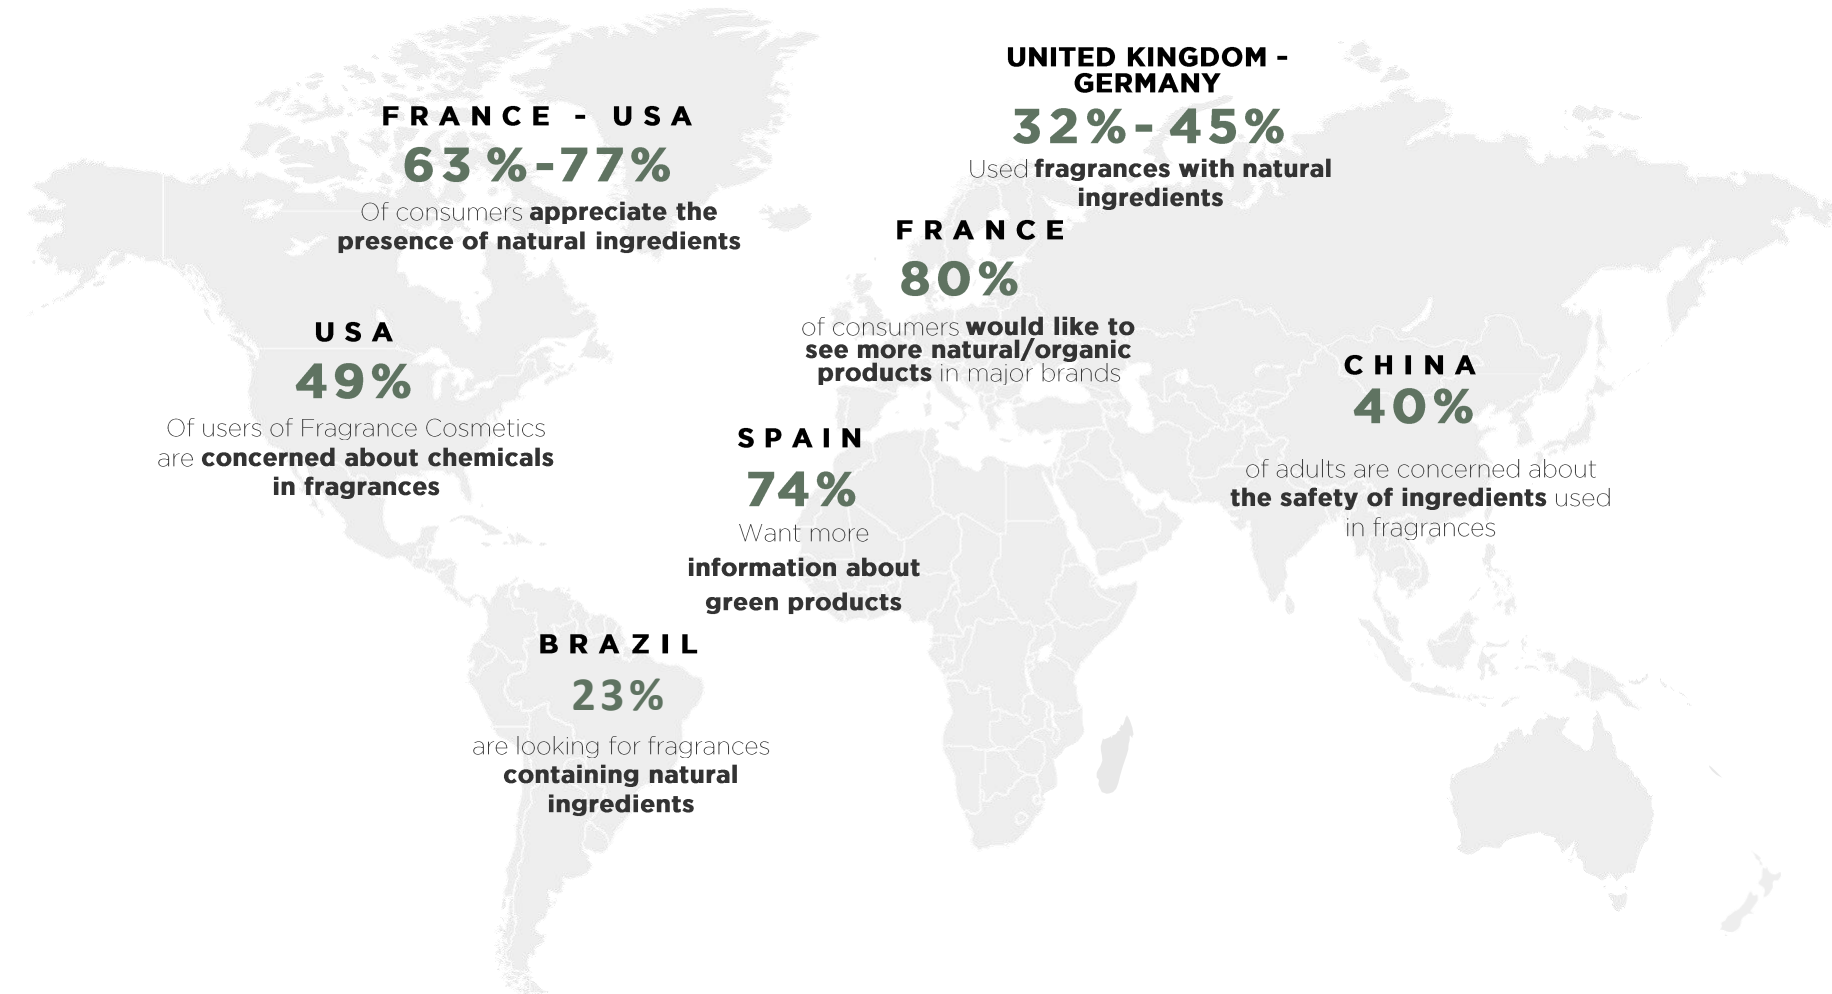 UNITED KINGDOM -
GERMANY
32%- 45%
Used fragrances with natural
ingredients
FRANCE - USA
63 %-77%
Of consumers appreciate the
presence of natural ingredients
FRANCE
80%
of consumers would like to
see more natural/organic
products in major brands
USA
49%
Of users of Fragrance Cosmetics
are concerned about chemicals
in fragrances
CHINA
40%
of adults are concerned about
the safety of ingredients used
in fragrances
SPAIN
74%
Want more
information about
green products
BRAZIL
23%
are looking for fragrances
containing natural
ingredients